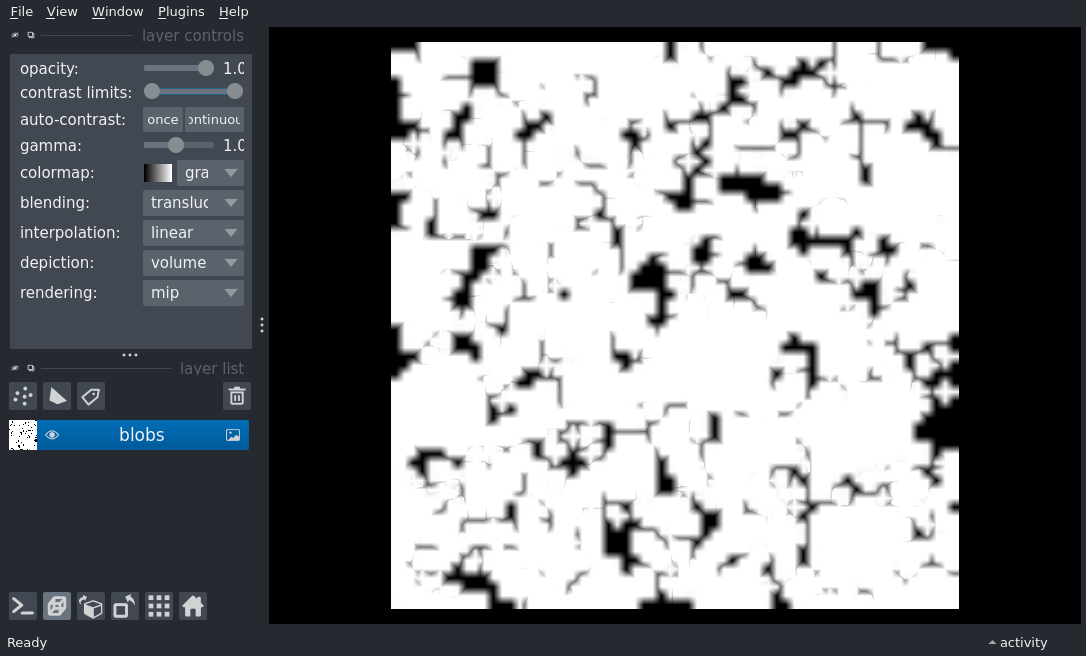 File View Window Plugins Help
layer controls
opacity: 1.0
contrast limits:
auto-contrast: once ontinuou
gamma: 1.0
colormap: gra
blending: transluc
interpolation: linear
depiction: volume
rendering: mip
layer list
blobs
Ready activity